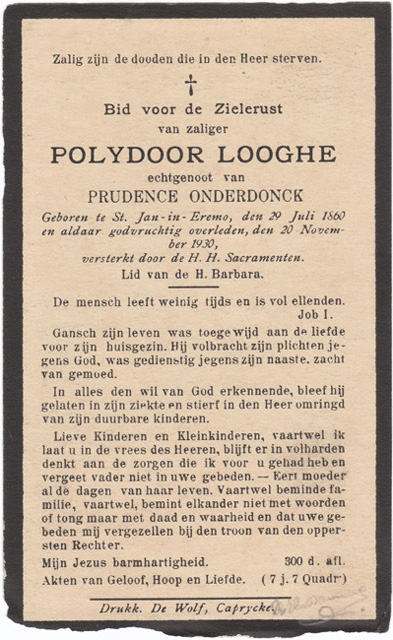 Zalig zijn de dooden die in den Heer sterven.
Bid voor de Zielerust
van zaliger
POLYDOOR LOOGHE
echtgenoot van
PRUDENCE ONDERDONCK
Geboren te St. Jan-in-Eremo, den 29 Juli 1860
en aldaar godvruchtig overleden, den 20 Novem-
ber 1930,
versterkt door de H. H. Sacramenten.
Lid van de H. Barbara.
De mensch leeft weinig tijds en is vol ellenden.
Job I.
Gansch zijn leven was toegewijd aan de liefde
voor zijn huisgezin. Hij volbracht zijn plichten je-
gens God, was gedienstig jegens zijn naaste, zacht
van gemoed.
In alles den wil van God erkennende, bleef hij
gelaten in zijn ziekte en stierf in den Heer omringd
van zijn duurbare kinderen.
Lieve Kinderen en Kleinkinderen, vaartwel ik
laat u in de vrees des Heeren, blijft er in volharden
denkt aan de zorgen die ik voor u gehad heb en
vergeet vader niet in uwe gebeden. — Eert moeder
al de dagen van haar leven. Vaartwel beminde fa-
milie, vaartwel, bemint elkander niet met woorden
of tong maar met daad en waarheid en dat uwe ge-
beden mij vergezellen bij den troon van den opper-
sten Rechter.
Mijn Jezus barmhartigheid. 300 d. afl.
Akten van Geloof, Hoop en Liefde. (7 j. 7 Quadr)
Drukk. De Wolf, Caprycke.